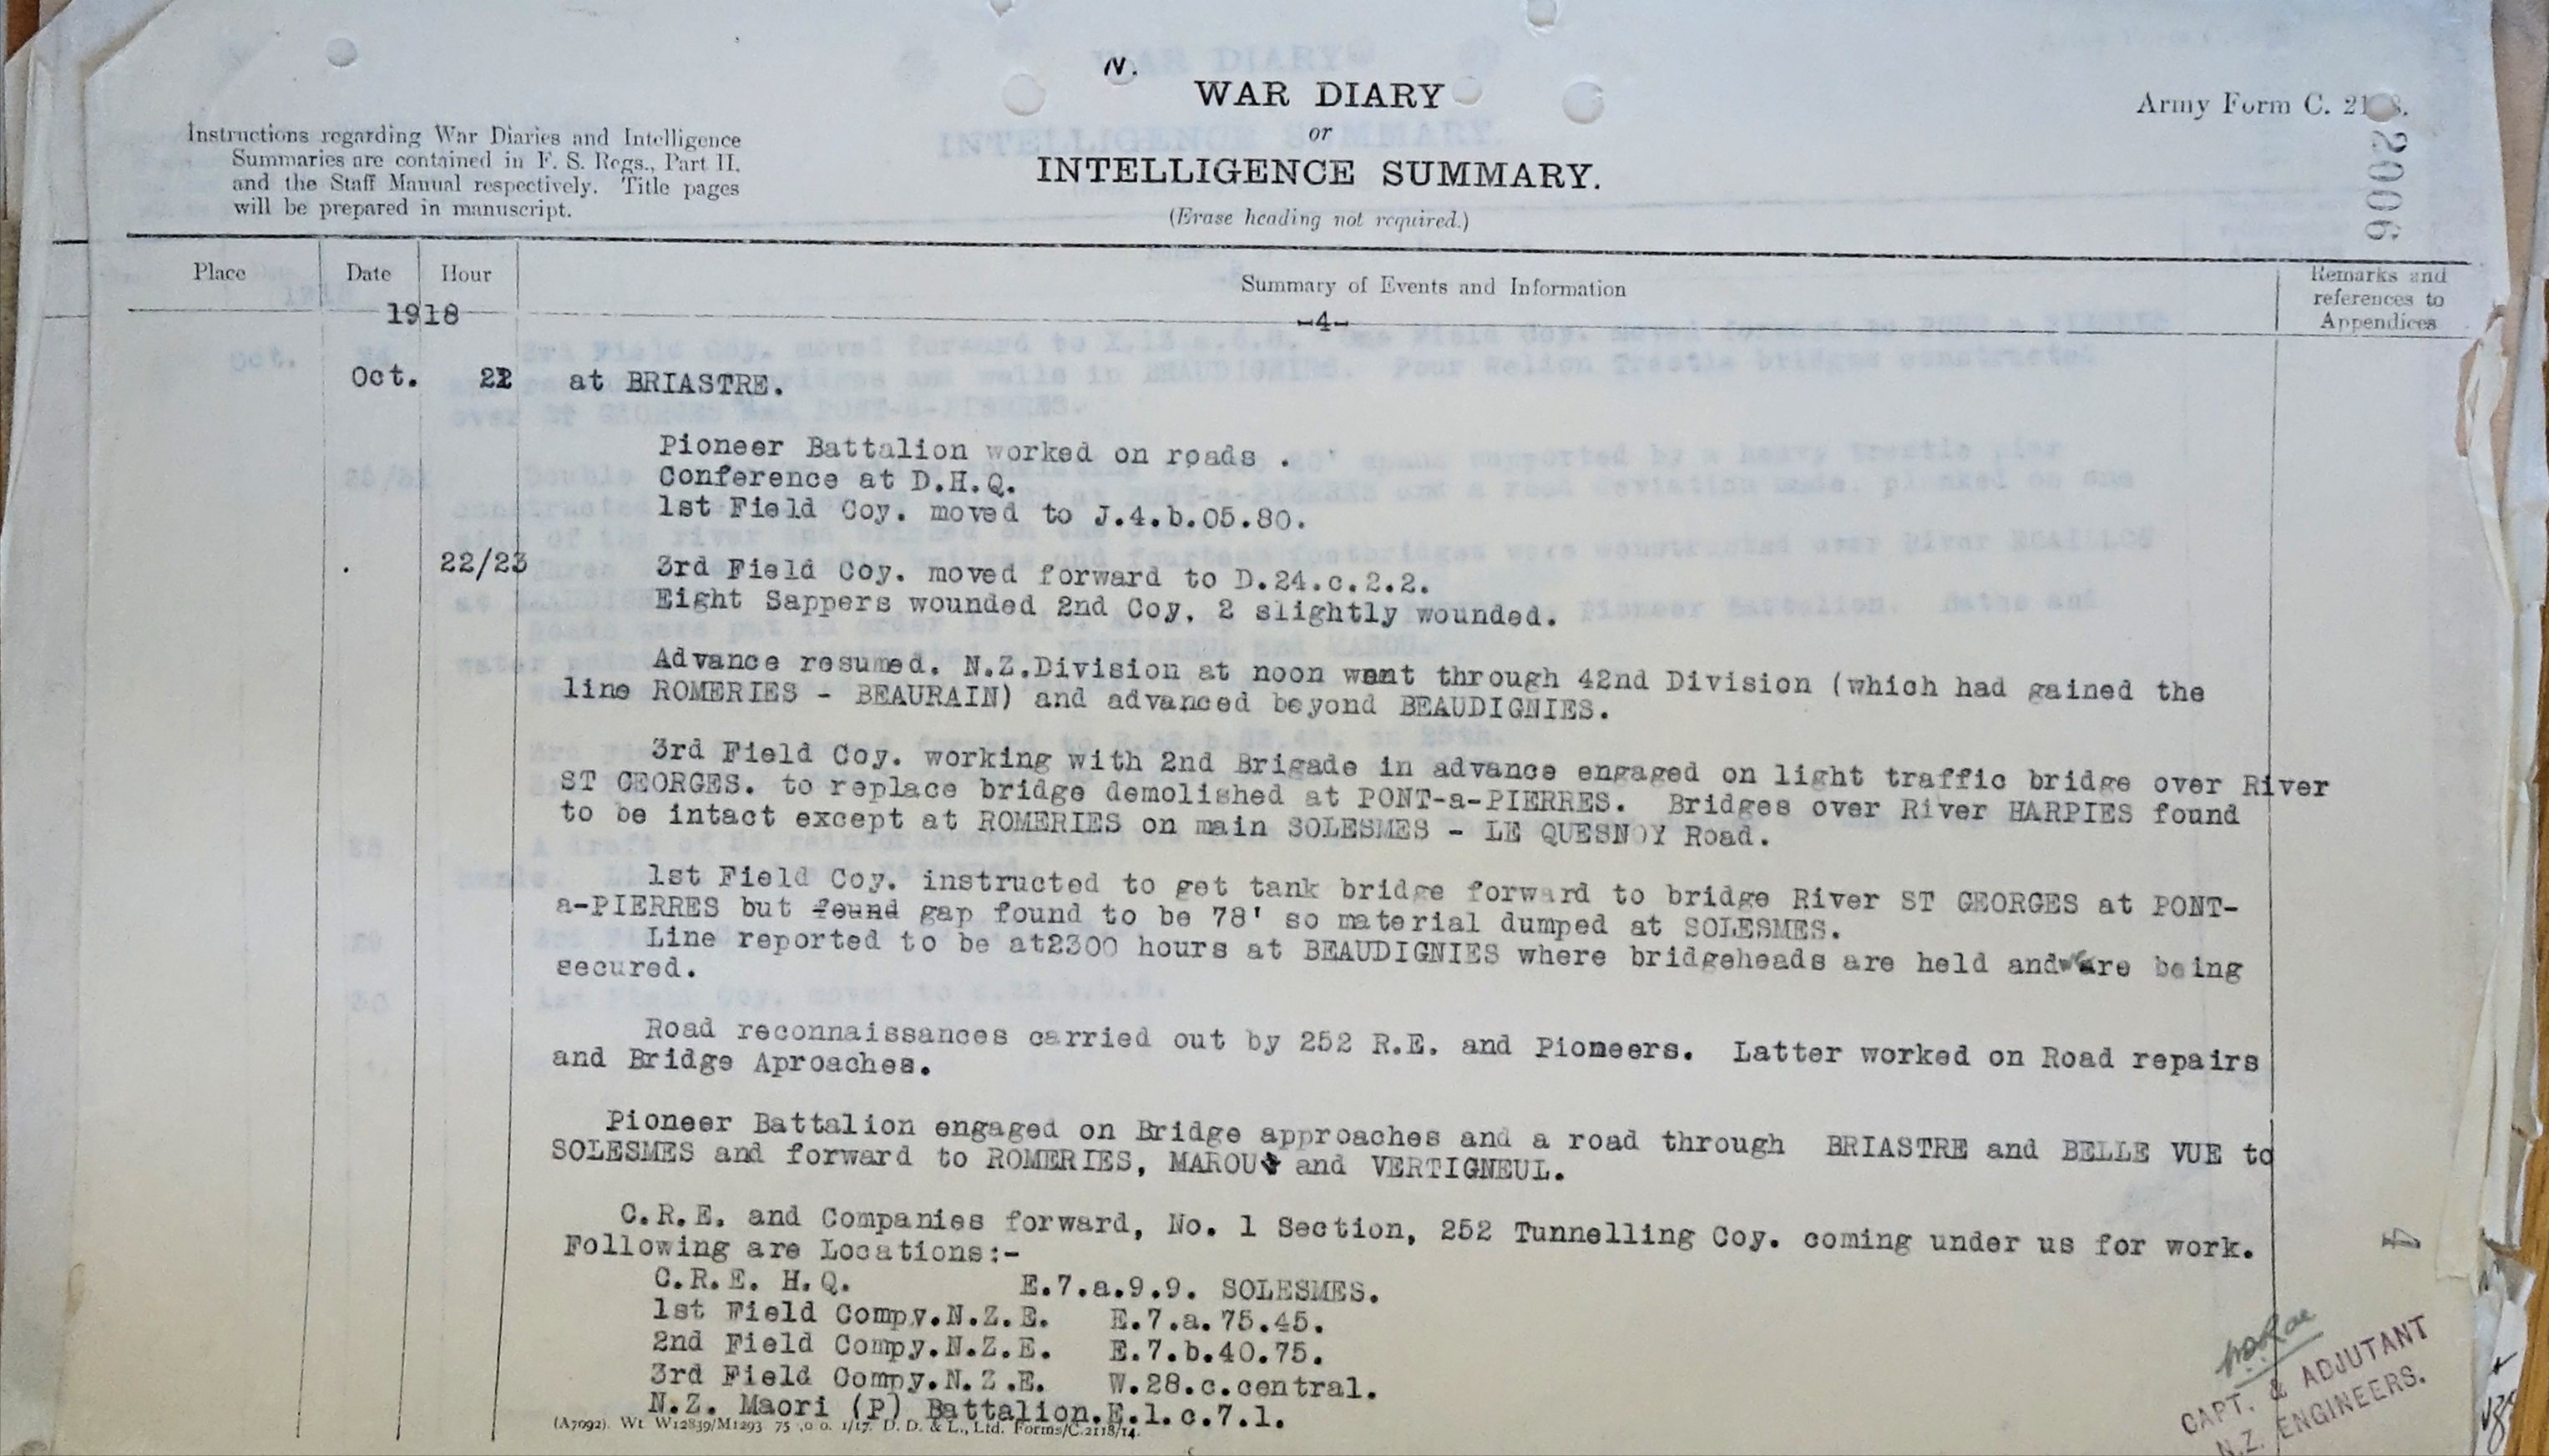 N.
WAR DIARY
or
INTELLIGENCE SUMMARY.
(Erase heading not required.)
Army Form C. 21
2006
Instructions regarding War Diaries and Intelligence
Summaries are contained in F. S. Regs., Part II.
and the Staff Manual respectively. Title pages
will be prepared in manuscript.
Place Date Hour Summary of Events and Information Remarks and
references to
Appendices
1918 -4-
Oct. 22 at BRIASTRE.
Pioneer Battalion worked on roads .
Conference at D.H.Q.
1st Field Coy. moved to J.4.b.05.80.
22/23 3rd Field Coy. moved forward to D.24.c.2.2.
Eight Sappers wounded 2nd Coy, 2 slightly wounded.
Advance resumed. N.Z.Division at noon went through 42nd Division (which had gained the
line ROMERIES - BEAURAIN) and advanced beyond BEAUDIGNIES.
3rd Field Coy. working with 2nd Brigade in advance engaged on light traffic bridge over River
ST GEORGES. to replace bridge demolished at PONT-a-PIERRES. Bridges over River HARPIES found
to be intact except at ROMERIES on main SOLESMES - LE QUESNOY Road.
1st Field Coy. instructed to get tank bridge forward to bridge River ST GEORGES at PONT-
a-PIERRES but found gap found to be 78' so material dumped at SOLESMES.
Line reported to be at2300 hours at BEAUDIGNIES where bridgeheads are held and are being
secured.
Road reconnaissances carried out by 252 R.E. and Pioneers. Latter worked on Road repairs
and Bridge Aproaches.
Pioneer Battalion engaged on Bridge approaches and a road through BRIASTRE and BELLE VUE to
SOLESMES and forward to ROMERIES, MAROU and VERTIGNEUL.
C.R.E. and Companies forward, No. 1 Section, 252 Tunnelling Coy. coming under us for work.
Following are Locations:-
C.R.E. H.Q. E.7.a.9.9. SOLESMES.
1st Field Compy.N.Z.E. E.7.a.75.45.
2nd Field Compy.N.Z.E. E.7.b.40.75.
3rd Field Compy.N.Z.E. W.28.c.central.
N.Z. Maori (P) Battalion.E.1.c.7.1.
(A7092). Wt W12839/M1293 75 ,0 0. 1/17. D. D. & L., Ltd. Forms/C.2118/14.
4
CAPT. & ADJUTANT
N.Z. ENGINEERS.